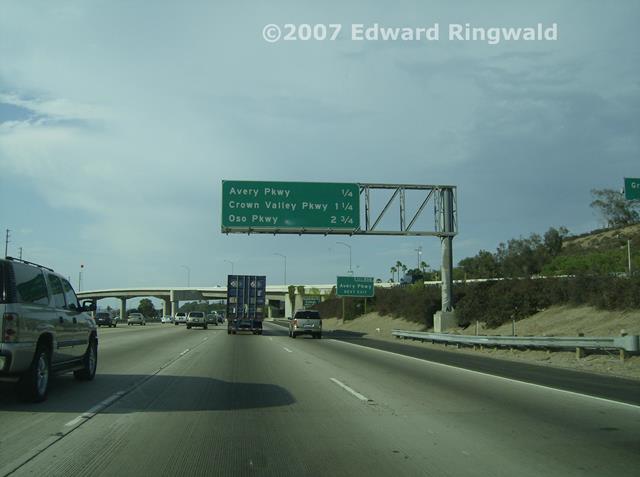 ©2007 Edward Ringwald
Avery Pkwy 1/4
Crown Valley Pkwy 1 1/4
Oso Pkwy 2 3/4
Avery Pkwy
NEXT EXIT
Gr